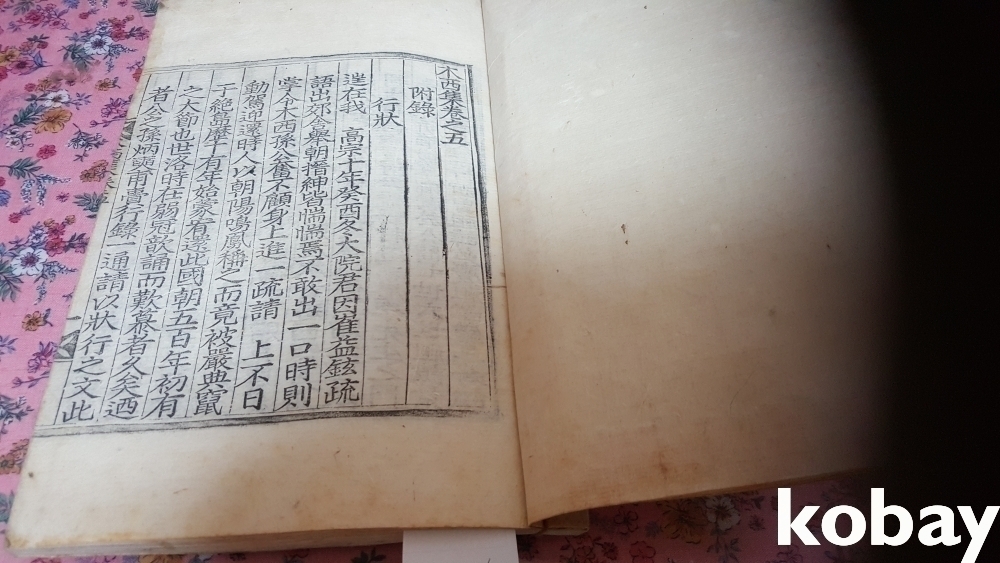 木西集卷之五
附錄
行狀
逮在我 高宗十年癸酉冬大院君因崔益鉉疏
語出郊外擧朝搢紳皆惴惴焉不敢出一口時則
掌令木西孫公奮不顧身上進一疏請 上不日
動駕迎還時人以朝陽鳴鳳稱之而竟被嚴典竄
于絶島歷十有年始蒙宥還此國朝五百年初有
之大節也世洛時在弱冠歆誦而歎慕者久矣迺
者公之孫炳奭甫賫行錄一通請以狀行之文此
kobay